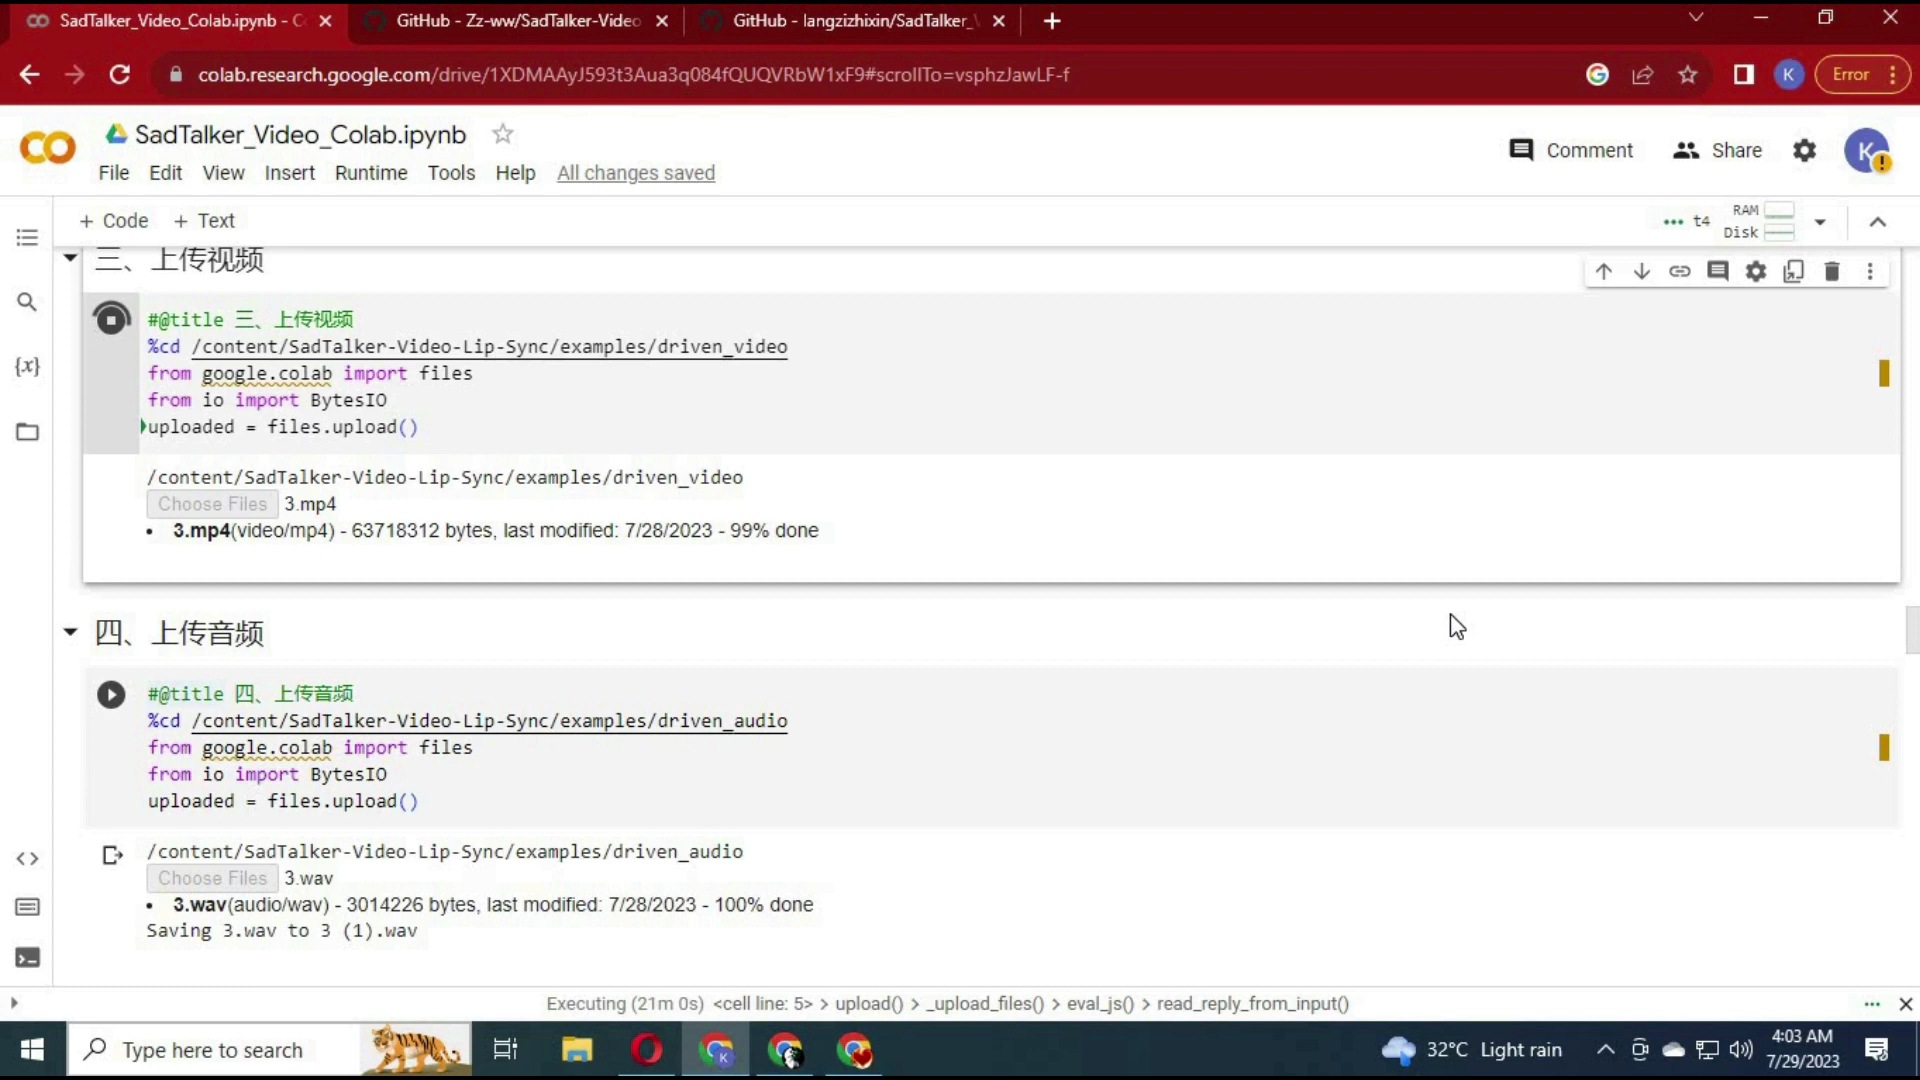 SadTalker_Video_Colab.ipynb - C
GitHub - Zz-ww/SadTalker-Video
GitHub - langzizhixin/SadTalker_V
colab.research.google.com/drive/1XDMAAyJ593t3Aua3q084fQUQVRbW1xF9#scrollTo=vsphzJawLF-f
K
Error
SadTalker_Video_Colab.ipynb
File Edit View Insert Runtime Tools Help All changes saved
Comment
Share
K
+ Code + Text
t4
RAM
Disk
三、上传视频
#@title 三、上传视频
%cd /content/SadTalker-Video-Lip-Sync/examples/driven_video
from google.colab import files
from io import BytesIO
uploaded = files.upload()
/content/SadTalker-Video-Lip-Sync/examples/driven_video
Choose Files 3.mp4
• 3.mp4(video/mp4) - 63718312 bytes, last modified: 7/28/2023 - 99% done
四、上传音频
#@title 四、上传音频
%cd /content/SadTalker-Video-Lip-Sync/examples/driven_audio
from google.colab import files
from io import BytesIO
uploaded = files.upload()
/content/SadTalker-Video-Lip-Sync/examples/driven_audio
Choose Files 3.wav
• 3.wav(audio/wav) - 3014226 bytes, last modified: 7/28/2023 - 100% done
Saving 3.wav to 3 (1).wav
Executing (21m 0s) <cell line: 5> > upload() > _upload_files() > eval_js() > read_reply_from_input()
Type here to search
32°C Light rain
4:03 AM
7/29/2023